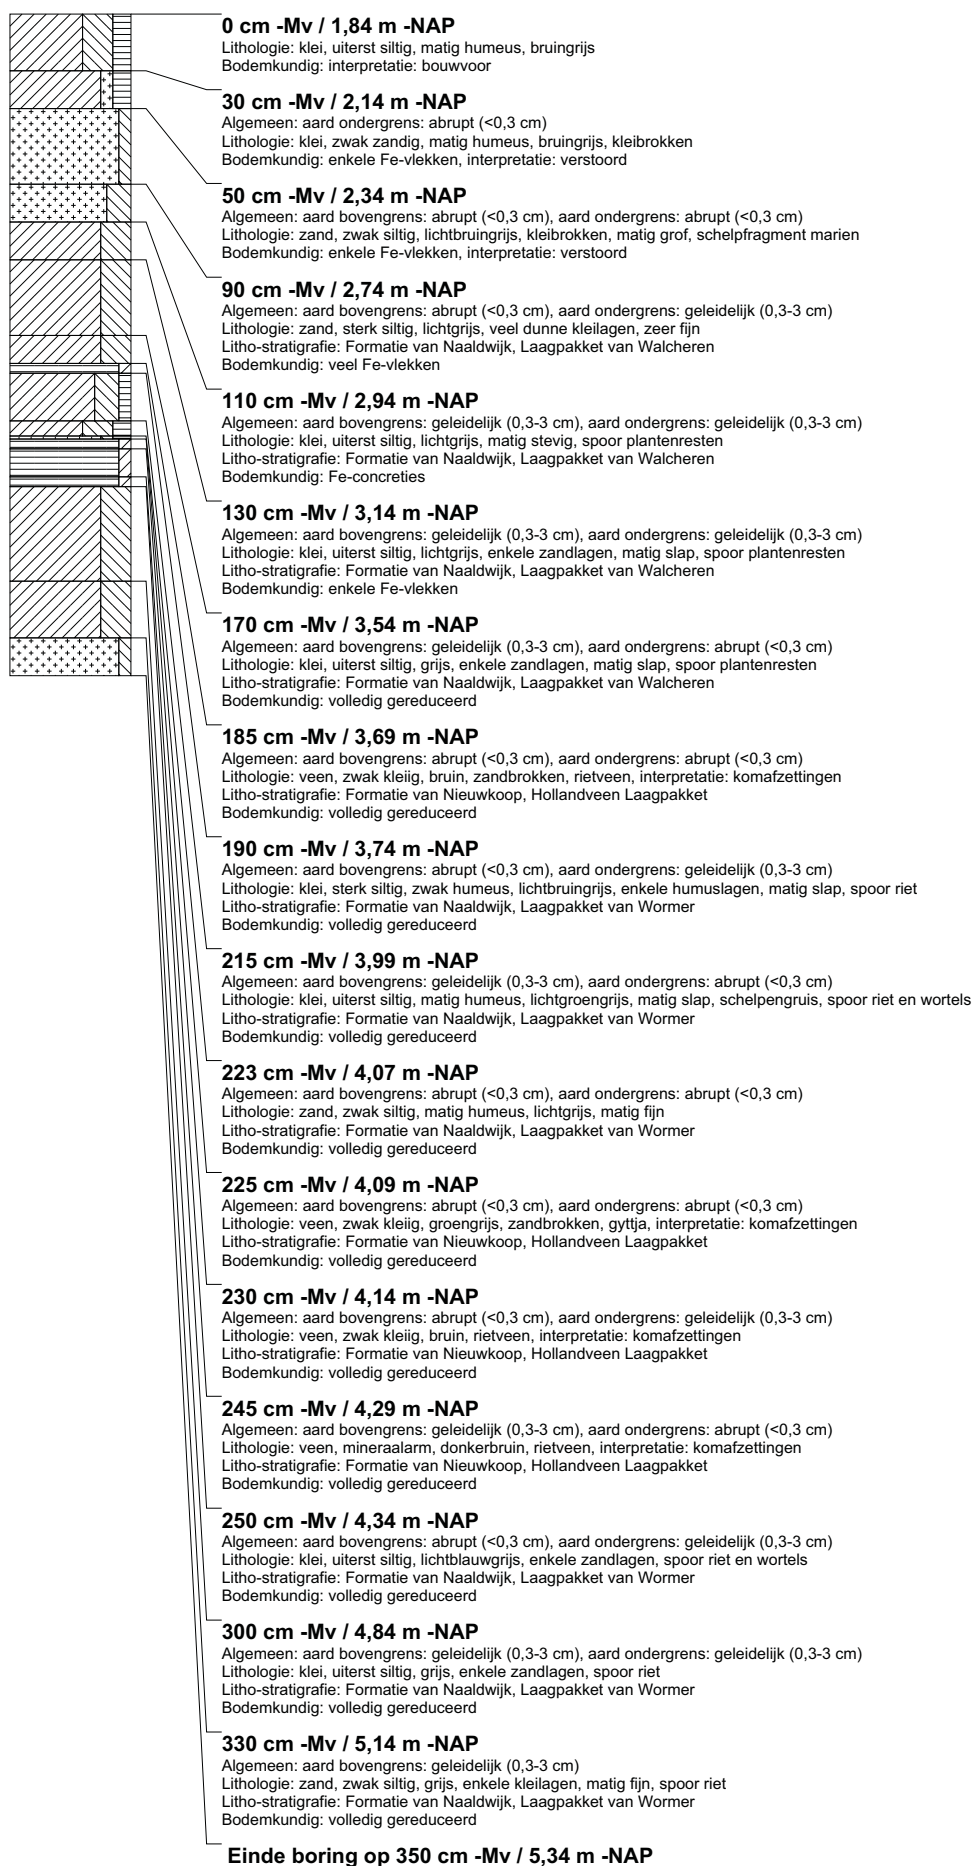 0 cm -Mv / 1,84 m -NAP
Lithologie: klei, uiterst siltig, matig humeus, bruingrijs
Bodemkundig: interpretatie: bouwvoor
30 cm -Mv / 2,14 m -NAP
Algemeen: aard ondergrens: abrupt (<0,3 cm)
Lithologie: klei, zwak zandig, matig humeus, bruingrijs, kleibrokken
Bodemkundig: enkele Fe-vlekken, interpretatie: verstoord
50 cm -Mv / 2,34 m -NAP
Algemeen: aard bovengrens: abrupt (<0,3 cm), aard ondergrens: abrupt (<0,3 cm)
Lithologie: zand, zwak siltig, lichtbruingrijs, kleibrokken, matig grof, schelpfragment marien
Bodemkundig: enkele Fe-vlekken, interpretatie: verstoord
90 cm -Mv / 2,74 m -NAP
Algemeen: aard bovengrens: abrupt (<0,3 cm), aard ondergrens: geleidelijk (0,3-3 cm)
Lithologie: zand, sterk siltig, lichtgrijs, veel dunne kleilagen, zeer fijn
Litho-stratigrafie: Formatie van Naaldwijk, Laagpakket van Walcheren
Bodemkundig: veel Fe-vlekken
110 cm -Mv / 2,94 m -NAP
Algemeen: aard bovengrens: geleidelijk (0,3-3 cm), aard ondergrens: geleidelijk (0,3-3 cm)
Lithologie: klei, uiterst siltig, lichtgrijs, matig stevig, spoor plantenresten
Litho-stratigrafie: Formatie van Naaldwijk, Laagpakket van Walcheren
Bodemkundig: Fe-concreties
130 cm -Mv / 3,14 m -NAP
Algemeen: aard bovengrens: geleidelijk (0,3-3 cm), aard ondergrens: geleidelijk (0,3-3 cm)
Lithologie: klei, uiterst siltig, lichtgrijs, enkele zandlagen, matig slap, spoor plantenresten
Litho-stratigrafie: Formatie van Naaldwijk, Laagpakket van Walcheren
Bodemkundig: enkele Fe-vlekken
170 cm -Mv / 3,54 m -NAP
Algemeen: aard bovengrens: geleidelijk (0,3-3 cm), aard ondergrens: abrupt (<0,3 cm)
Lithologie: klei, uiterst siltig, grijs, enkele zandlagen, matig slap, spoor plantenresten
Litho-stratigrafie: Formatie van Naaldwijk, Laagpakket van Walcheren
Bodemkundig: volledig gereduceerd
185 cm -Mv / 3,69 m -NAP
Algemeen: aard bovengrens: abrupt (<0,3 cm), aard ondergrens: abrupt (<0,3 cm)
Lithologie: veen, zwak kleiig, bruin, zandbrokken, rietveen, interpretatie: komafzettingen
Litho-stratigrafie: Formatie van Nieuwkoop, Hollandveen Laagpakket
Bodemkundig: volledig gereduceerd
190 cm -Mv / 3,74 m -NAP
Algemeen: aard bovengrens: abrupt (<0,3 cm), aard ondergrens: geleidelijk (0,3-3 cm)
Lithologie: klei, sterk siltig, zwak humeus, lichtbruingrijs, enkele humuslagen, matig slap, spoor riet
Litho-stratigrafie: Formatie van Naaldwijk, Laagpakket van Wormer
Bodemkundig: volledig gereduceerd
215 cm -Mv / 3,99 m -NAP
Algemeen: aard bovengrens: geleidelijk (0,3-3 cm), aard ondergrens: abrupt (<0,3 cm)
Lithologie: klei, uiterst siltig, matig humeus, lichtgroengrijs, matig slap, schelpengruis, spoor riet en wortels
Litho-stratigrafie: Formatie van Naaldwijk, Laagpakket van Wormer
Bodemkundig: volledig gereduceerd
223 cm -Mv / 4,07 m -NAP
Algemeen: aard bovengrens: abrupt (<0,3 cm), aard ondergrens: abrupt (<0,3 cm)
Lithologie: zand, zwak siltig, matig humeus, lichtgrijs, matig fijn
Litho-stratigrafie: Formatie van Naaldwijk, Laagpakket van Wormer
Bodemkundig: volledig gereduceerd
225 cm -Mv / 4,09 m -NAP
Algemeen: aard bovengrens: abrupt (<0,3 cm), aard ondergrens: abrupt (<0,3 cm)
Lithologie: veen, zwak kleiig, groengrijs, zandbrokken, gyttja, interpretatie: komafzettingen
Litho-stratigrafie: Formatie van Nieuwkoop, Hollandveen Laagpakket
Bodemkundig: volledig gereduceerd
230 cm -Mv / 4,14 m -NAP
Algemeen: aard bovengrens: abrupt (<0,3 cm), aard ondergrens: geleidelijk (0,3-3 cm)
Lithologie: veen, zwak kleiig, bruin, rietveen, interpretatie: komafzettingen
Litho-stratigrafie: Formatie van Nieuwkoop, Hollandveen Laagpakket
Bodemkundig: volledig gereduceerd
245 cm -Mv / 4,29 m -NAP
Algemeen: aard bovengrens: geleidelijk (0,3-3 cm), aard ondergrens: abrupt (<0,3 cm)
Lithologie: veen, mineraalarm, donkerbruin, rietveen, interpretatie: komafzettingen
Litho-stratigrafie: Formatie van Nieuwkoop, Hollandveen Laagpakket
Bodemkundig: volledig gereduceerd
250 cm -Mv / 4,34 m -NAP
Algemeen: aard bovengrens: abrupt (<0,3 cm), aard ondergrens: geleidelijk (0,3-3 cm)
Lithologie: klei, uiterst siltig, lichtblauwgrijs, enkele zandlagen, spoor riet en wortels
Litho-stratigrafie: Formatie van Naaldwijk, Laagpakket van Wormer
Bodemkundig: volledig gereduceerd
300 cm -Mv / 4,84 m -NAP
Algemeen: aard bovengrens: geleidelijk (0,3-3 cm), aard ondergrens: geleidelijk (0,3-3 cm)
Lithologie: klei, uiterst siltig, grijs, enkele zandlagen, spoor riet
Litho-stratigrafie: Formatie van Naaldwijk, Laagpakket van Wormer
Bodemkundig: volledig gereduceerd
330 cm -Mv / 5,14 m -NAP
Algemeen: aard bovengrens: geleidelijk (0,3-3 cm)
Lithologie: zand, zwak siltig, grijs, enkele kleilagen, matig fijn, spoor riet
Litho-stratigrafie: Formatie van Naaldwijk, Laagpakket van Wormer
Bodemkundig: volledig gereduceerd
Einde boring op 350 cm -Mv / 5,34 m -NAP